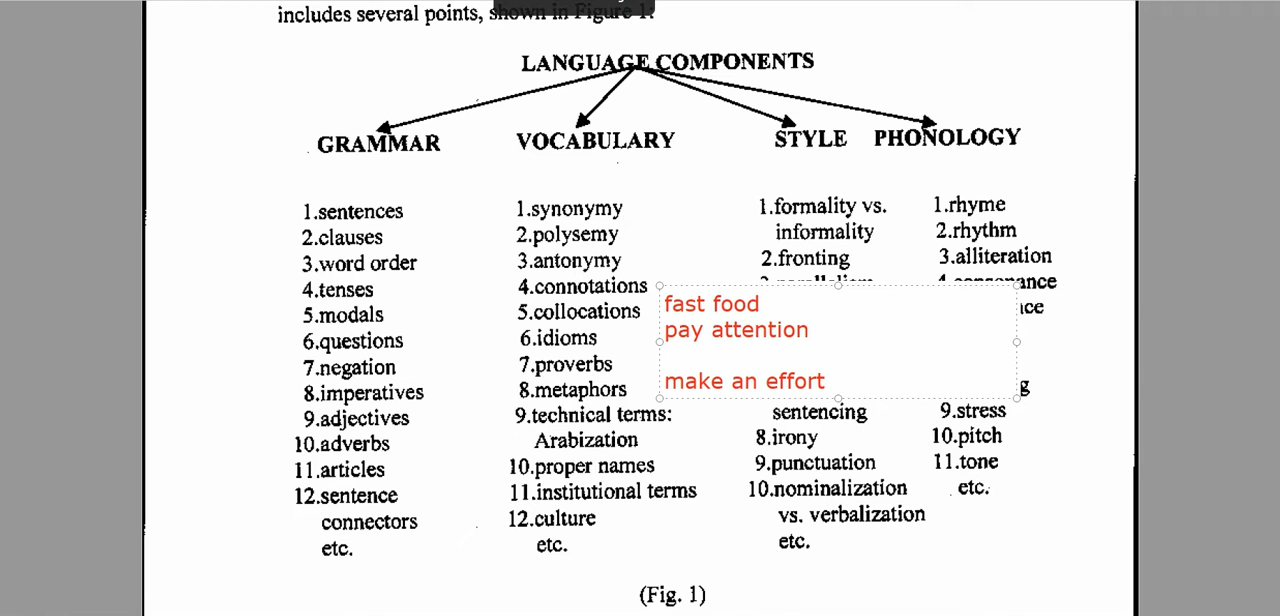 includes several points, shown in Figure 1:
LANGUAGE COMPONENTS
GRAMMAR
1.sentences
2.clauses
3.word order
4.tenses
5.modals
6.questions
7.negation
8.imperatives
9.adjectives
10.adverbs
11.articles
12.sentence
connectors
etc.
VOCABULARY
1.synonymy
2.polysemy
3.antonymy
4.connotations
5.collocations
6.idioms
7.proverbs
8.metaphors
9.technical terms:
Arabization
10.proper names
11.institutional terms
12.culture
etc.
fast food
pay attention
make an effort
STYLE
1.formality vs.
informality
2.fronting
sentencing
8.irony
9.punctuation
10.nominalization
vs. verbalization
etc.
PHONOLOGY
1.rhyme
2.rhythm
3.alliteration
9.stress
10.pitch
11.tone
etc.
(Fig. 1)